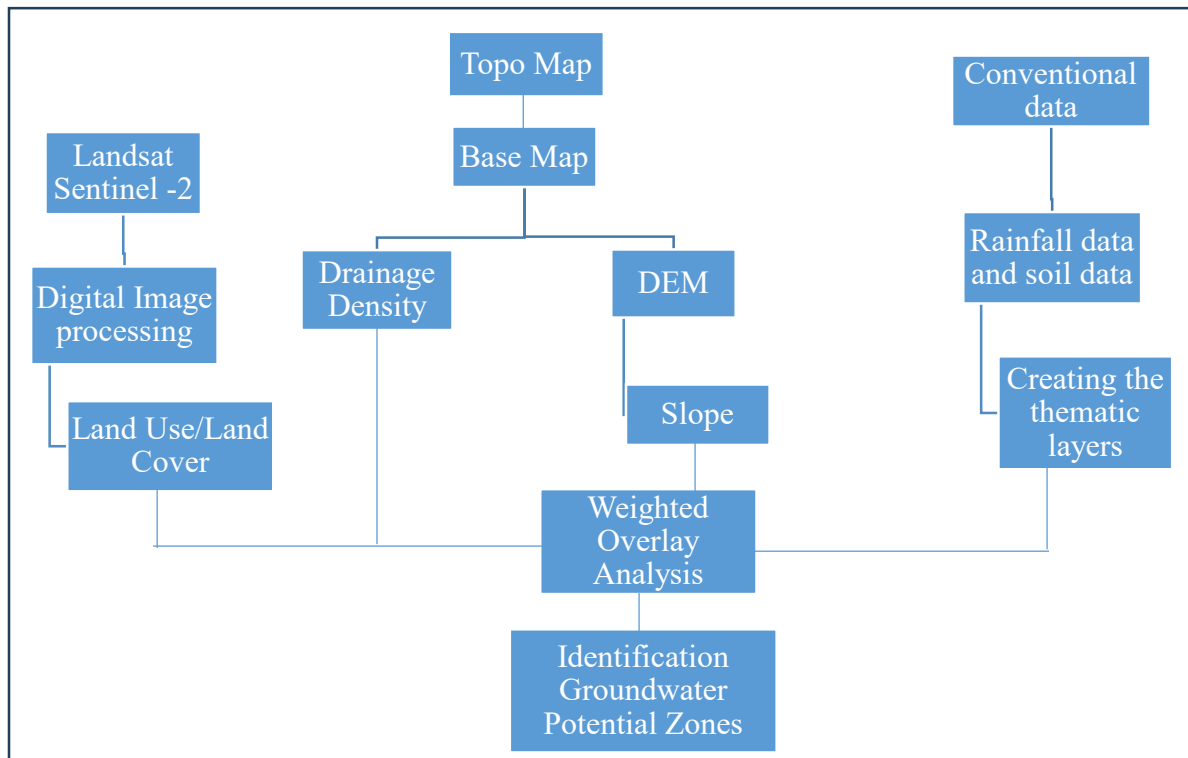 Topo Map
Conventional
data
Landsat
Sentinel -2
Base Map
Digital Image
processing
Drainage
Density
DEM
Rainfall data
and soil data
Land Use/Land
Cover
Slope
Creating the
thematic
layers
Weighted
Overlay
Analysis
Identification
Groundwater
Potential Zones